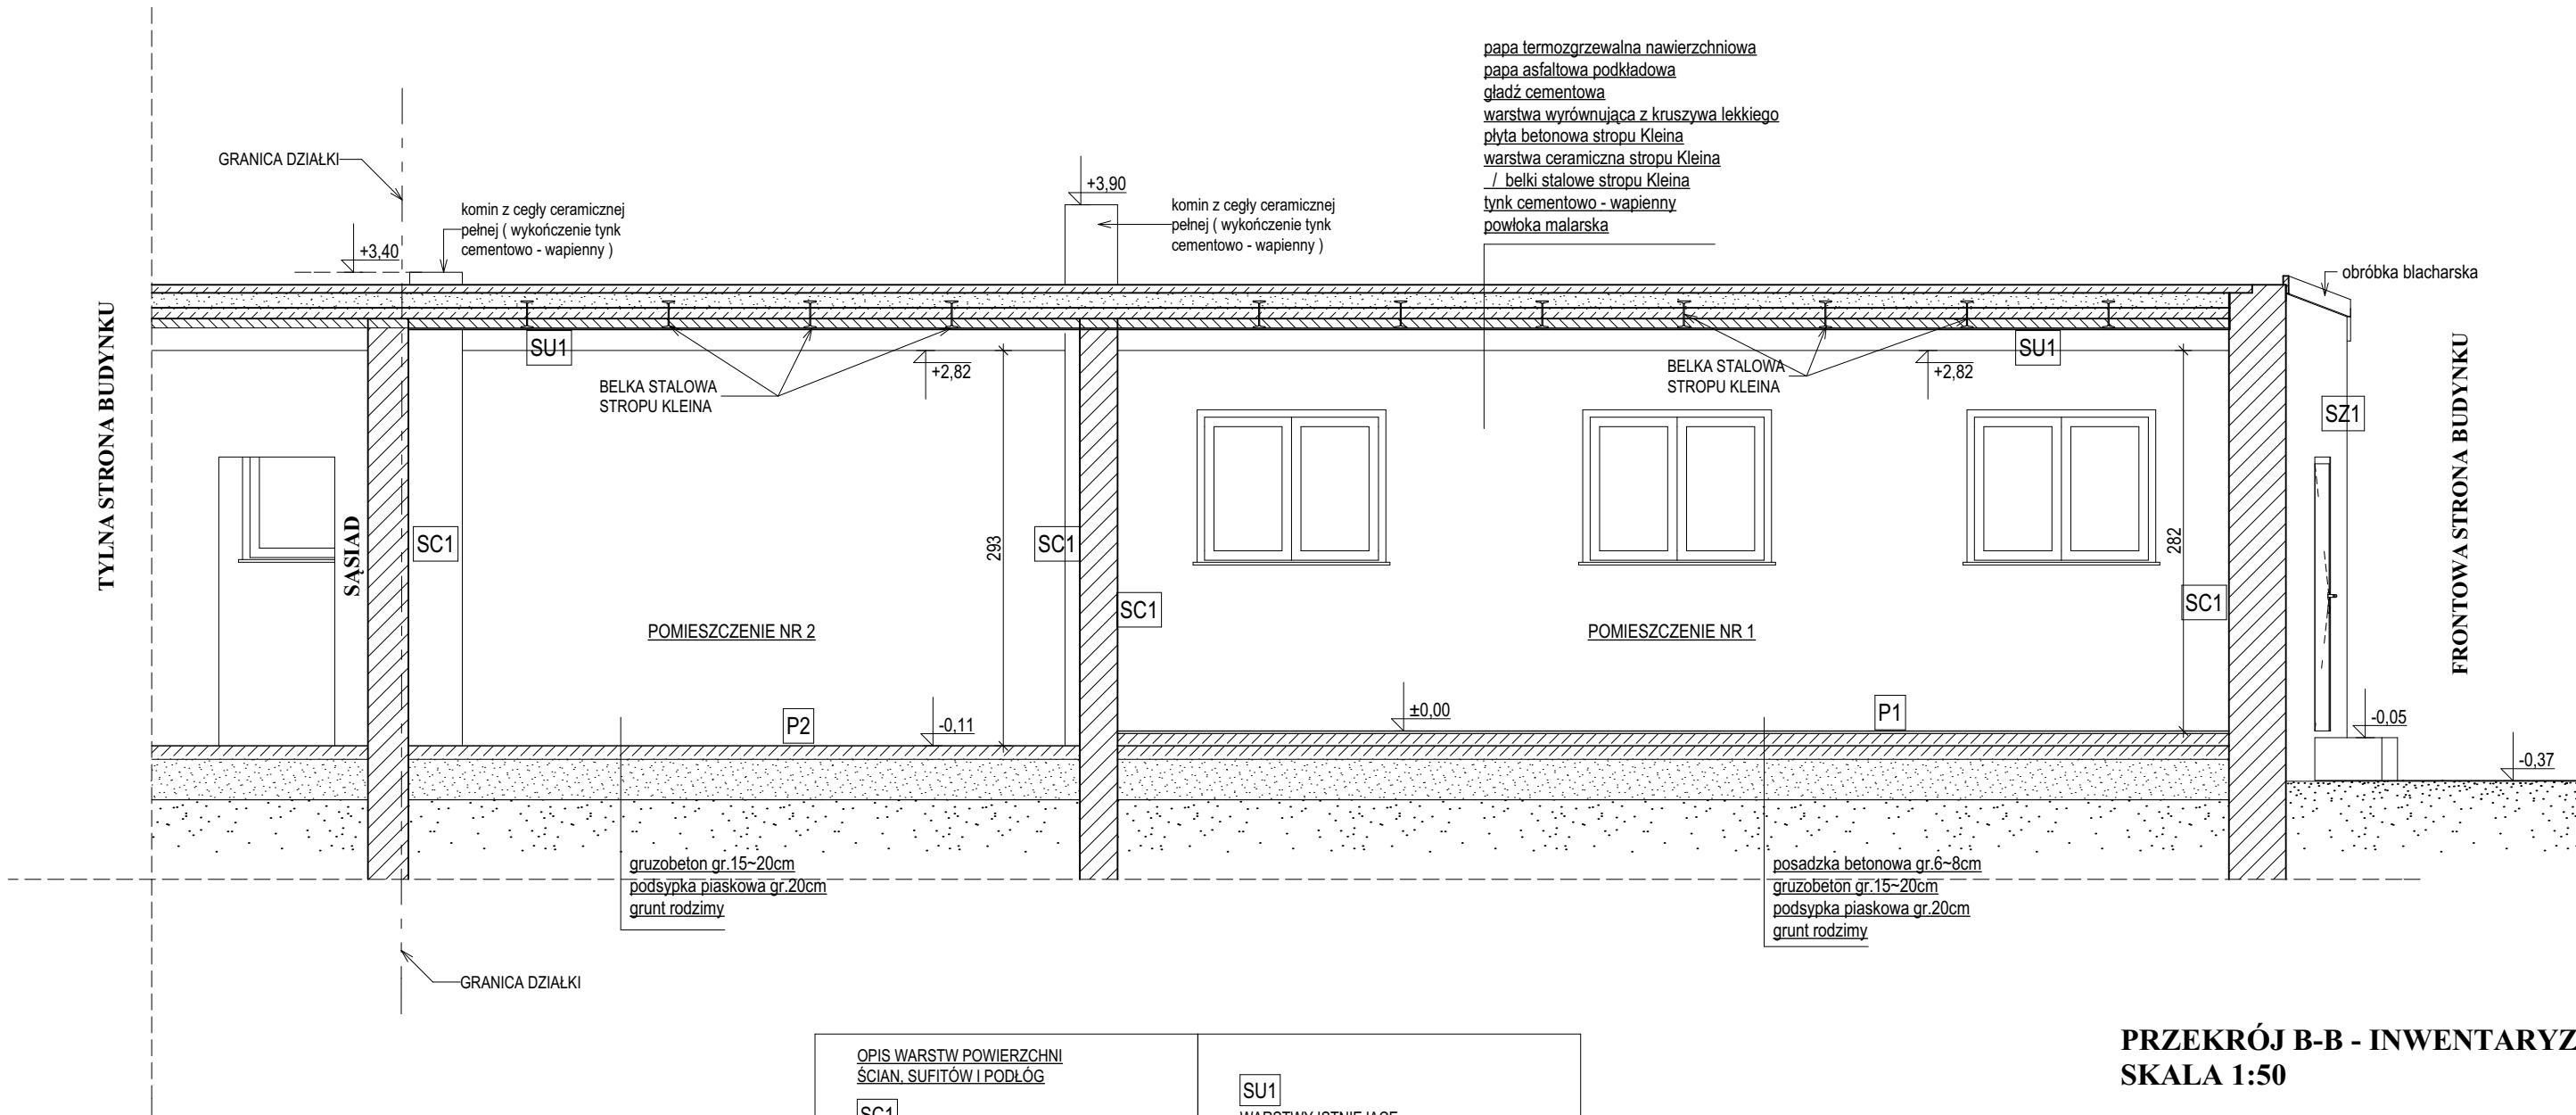 papa termozgrzewalna nawierzchniowa
papa asfaltowa podkładowa
gładź cementowa
warstwa wyrównująca z kruszywa lekkiego
płyta betonowa stropu Kleina
warstwa ceramiczna stropu Kleina
/ belki stalowe stropu Kleina
tynk cementowo - wapienny
powłoka malarska
GRANICA DZIAŁKI
komin z cegły ceramicznej
pełnej ( wykończenie tynk
cementowo - wapienny )
+3,40
+3,90
komin z cegły ceramicznej
pełnej ( wykończenie tynk
cementowo - wapienny )
obróbka blacharska
TYLNA STRONA BUDYNKU
SU1
BELKA STALOWA
STROPU KLEINA
+2,82
BELKA STALOWA
STROPU KLEINA
+2,82
SU1
SZ1
FRONTOWA STRONA BUDYNKU
SĄSIAD
SC1
293
SC1
SC1
282
SC1
POMIESZCZENIE NR 2
POMIESZCZENIE NR 1
P2
-0,11
±0,00
P1
-0,05
-0,37
gruzobeton gr.15~20cm
podsypka piaskowa gr.20cm
grunt rodzimy
posadzka betonowa gr.6~8cm
gruzobeton gr.15~20cm
podsypka piaskowa gr.20cm
grunt rodzimy
GRANICA DZIAŁKI
OPIS WARSTW POWIERZCHNI
ŚCIAN, SUFITÓW I PODŁÓG
SC1
SU1
WARSTWY ISTNIEJĄCE
PRZEKRÓJ B-B - INWENTARYZ
SKALA 1:50